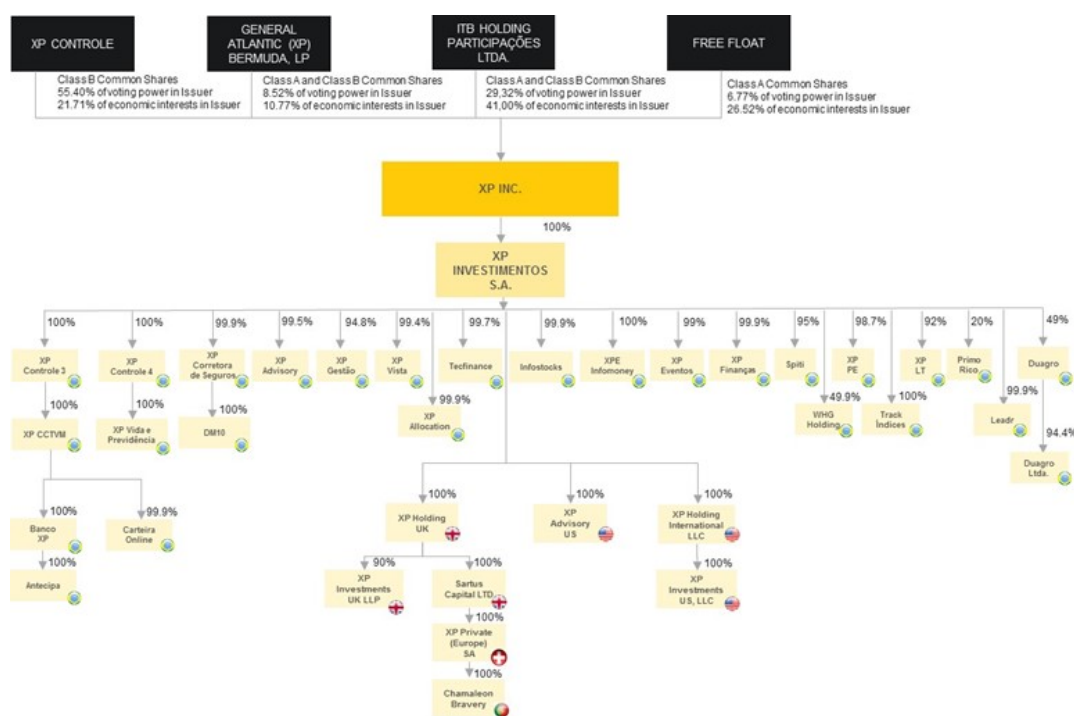 XP CONTROLE
GENERAL
ATLANTIC (XP)
BERMUDA, LP
ITB HOLDING
PARTICIPAÇÕES
LTDA.
FREE FLOAT
Class B Common Shares
55.40% of voting power in Issuer
21.71% of economic interests in Issuer
Class A and Class B Common Shares
8.52% of voting power in Issuer
10.77% of economic interests in Issuer
Class A and Class B Common Shares
29,32% of voting power in Issuer
41,00% of economic interests in Issuer
Class A Common Shares
6.77% of voting power in Issuer
26.52% of economic interests in Issuer
XP INC.
100%
XP
INVESTIMENTOS
S.A.
100%
100%
99.9%
99.5%
94.8%
99.4%
99.7%
99.9%
100%
99%
99.9%
95%
98.7%
92%
20%
49%
XP
Controle 3
XP
Controle 4
XP
Corretora
de Seguros.
XP
Advisory
XP
Gestão
XP
Vista
Tecfinance
Infostocks
XPE
Infomoney
XP
Eventos
XP
Finanças
Spiti
XP
PE
XP
LT
Primo
Rico
Duagro
100%
100%
100%
99.9%
49.9%
100%
99.9%
94.4%
XP CCTVM
XP Vida e
Previdência
DM10
XP
Allocation
WHG
Holding
Track
Índices
Leadr
Duagro
Ltda.
100%
99.9%
100%
100%
100%
Banco
XP
Carteira
Online
XP Holding
UK
XP
Advisory
US
XP Holding
International
LLC
100%
90%
100%
100%
Antecipa
XP
Investments
UK LLP
Sartus
Capital LTD.
XP
Investments
US, LLC
100%
XP Private
(Europe)
SA
100%
Chamaleon
Bravery